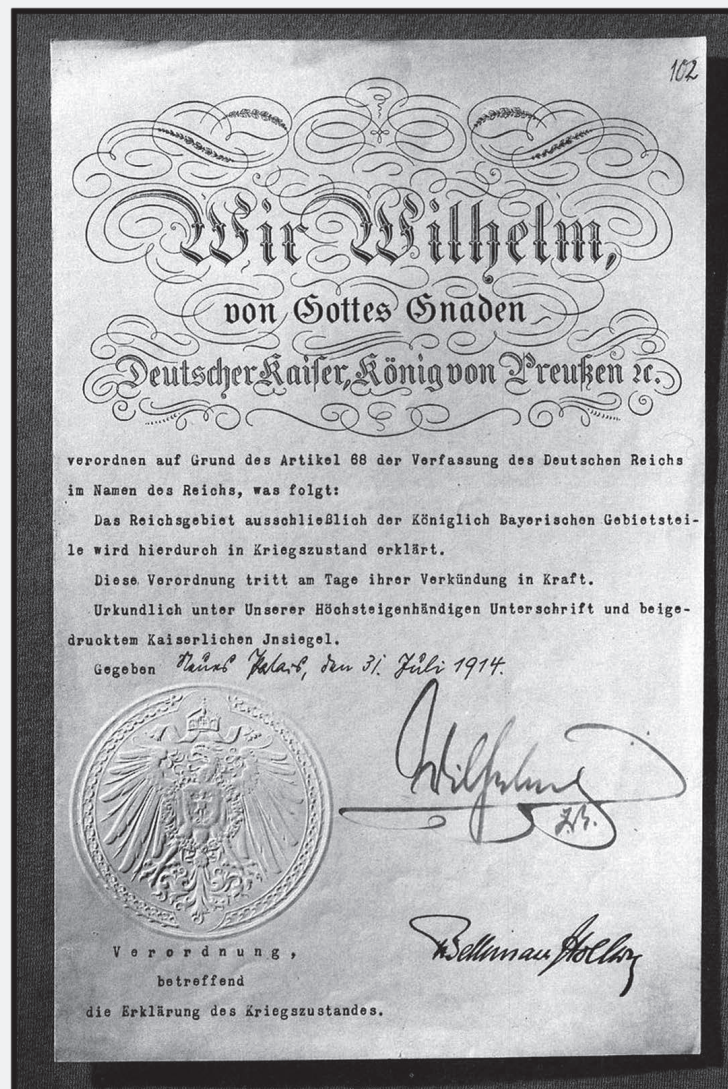 102
Wir Wilhelm,
von Gottes Gnaden
Deutscher Kaiser, König von Preußen ꝛc.
verordnen auf Grund des Artikel 68 der Verfassung des Deutschen Reichs
im Namen des Reichs, was folgt:
Das Reichsgebiet ausschließlich der Königlich Bayerischen Gebietstei-
le wird hierdurch in Kriegszustand erklärt.
Diese Verordnung tritt am Tage ihrer Verkündung in Kraft.
Urkundlich unter Unserer Höchsteigenhändigen Unterschrift und beige-
drucktem Kaiserlichen Jnsiegel.
Gegeben Neues Palais, den 31. Juli 1914.
Wilhelm
I.R.
v Bethmann Hollweg
Verordnung,
betreffend
die Erklärung des Kriegszustandes.